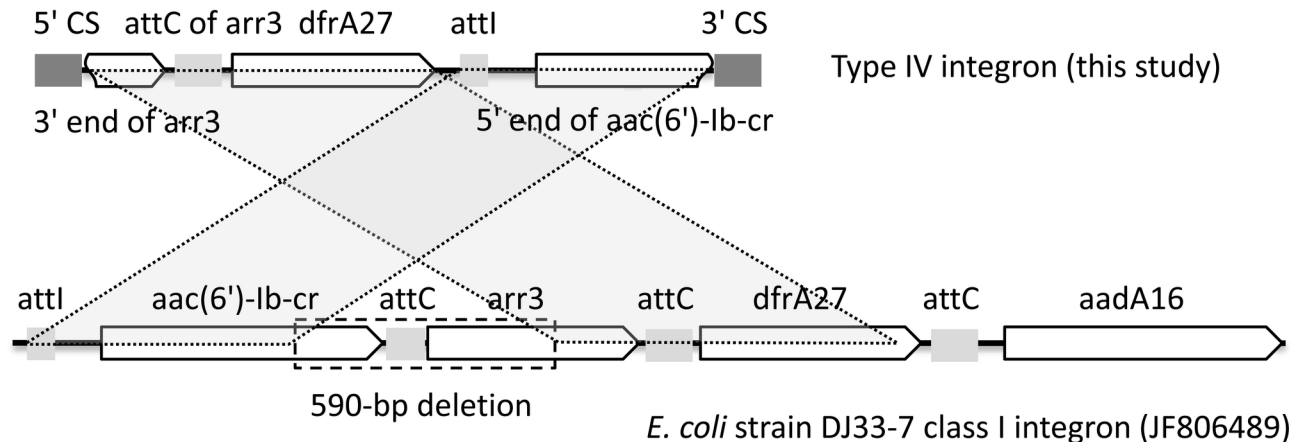 5' CS attC of arr3 dfrA27 attI 3' CS
Type IV integron (this study)
3' end of arr3 5' end of aac(6')-Ib-cr
attI aac(6')-Ib-cr attC arr3 attC dfrA27 attC aadA16
590-bp deletion
E. coli strain DJ33-7 class I integron (JF806489)